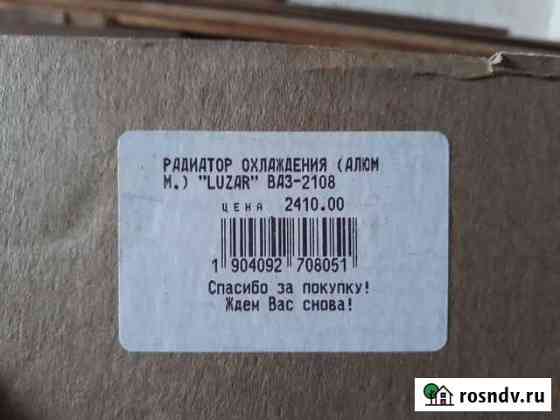 РАДИАТОР ОХЛАЖДЕНИЯ (АЛЮМ
М.) "LUZAR" ВАЗ-2108
ЦЕНА 2410.00
1 904092 708051
Спасибо за покупку!
Ждем Вас снова!
rosndv.ru